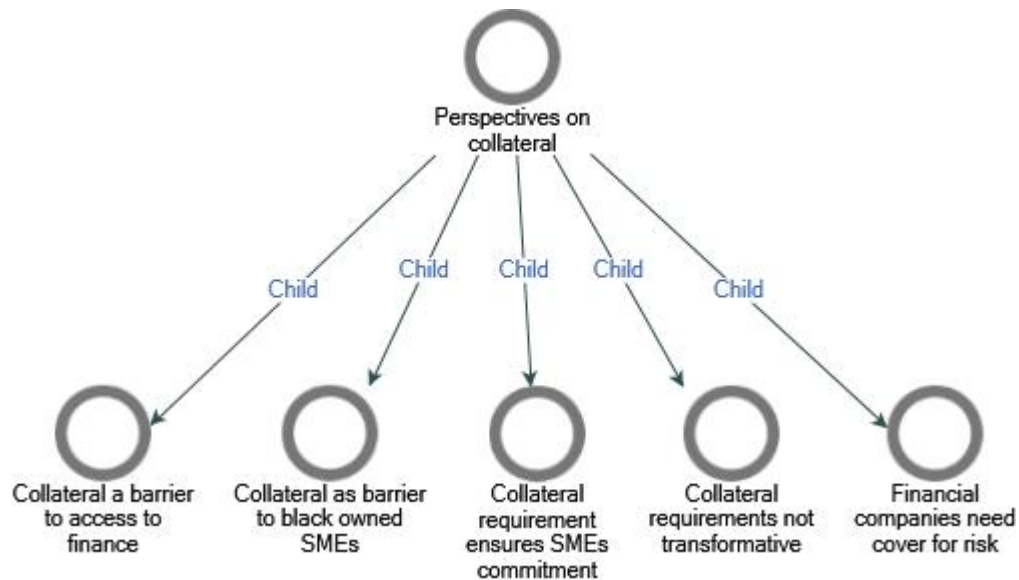 Perspectives on
collateral
Child
Child
Child
Child
Child
Collateral a barrier
to access to
finance
Collateral as barrier
to black owned
SMEs
Collateral
requirement
ensures SMEs
commitment
Collateral
requirements not
transformative
Financial
companies need
cover for risk